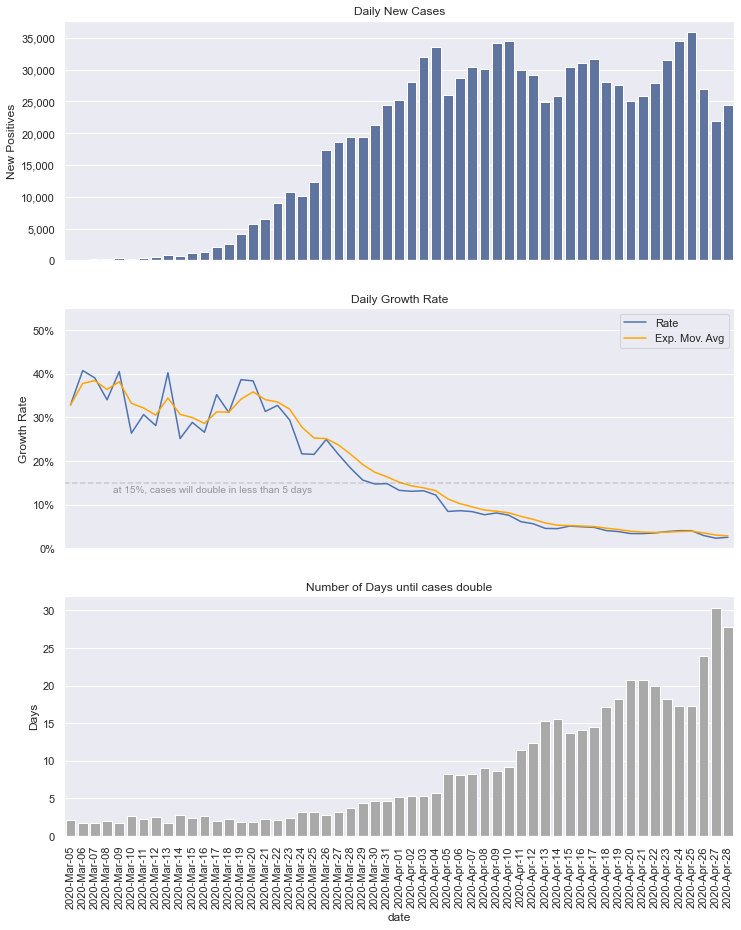 Daily New Cases
35,000
30,000
25,000
20,000
15,000
10,000
5,000
0
New Positives
Daily Growth Rate
50%
40%
30%
20%
10%
0%
Growth Rate
Rate
Exp. Mov. Avg
at 15%, cases will double in less than 5 days
Number of Days until cases double
30
25
20
15
10
5
0
Days
2020-Mar-05
2020-Mar-06
2020-Mar-07
2020-Mar-08
2020-Mar-09
2020-Mar-10
2020-Mar-11
2020-Mar-12
2020-Mar-13
2020-Mar-14
2020-Mar-15
2020-Mar-16
2020-Mar-17
2020-Mar-18
2020-Mar-19
2020-Mar-20
2020-Mar-21
2020-Mar-22
2020-Mar-23
2020-Mar-24
2020-Mar-25
2020-Mar-26
2020-Mar-27
2020-Mar-28
2020-Mar-29
2020-Mar-30
2020-Mar-31
2020-Apr-01
2020-Apr-02
2020-Apr-03
2020-Apr-04
2020-Apr-05
2020-Apr-06
2020-Apr-07
2020-Apr-08
2020-Apr-09
2020-Apr-10
2020-Apr-11
2020-Apr-12
2020-Apr-13
2020-Apr-14
2020-Apr-15
2020-Apr-16
2020-Apr-17
2020-Apr-18
2020-Apr-19
2020-Apr-20
2020-Apr-21
2020-Apr-22
2020-Apr-23
2020-Apr-24
2020-Apr-25
2020-Apr-26
2020-Apr-27
2020-Apr-28
date